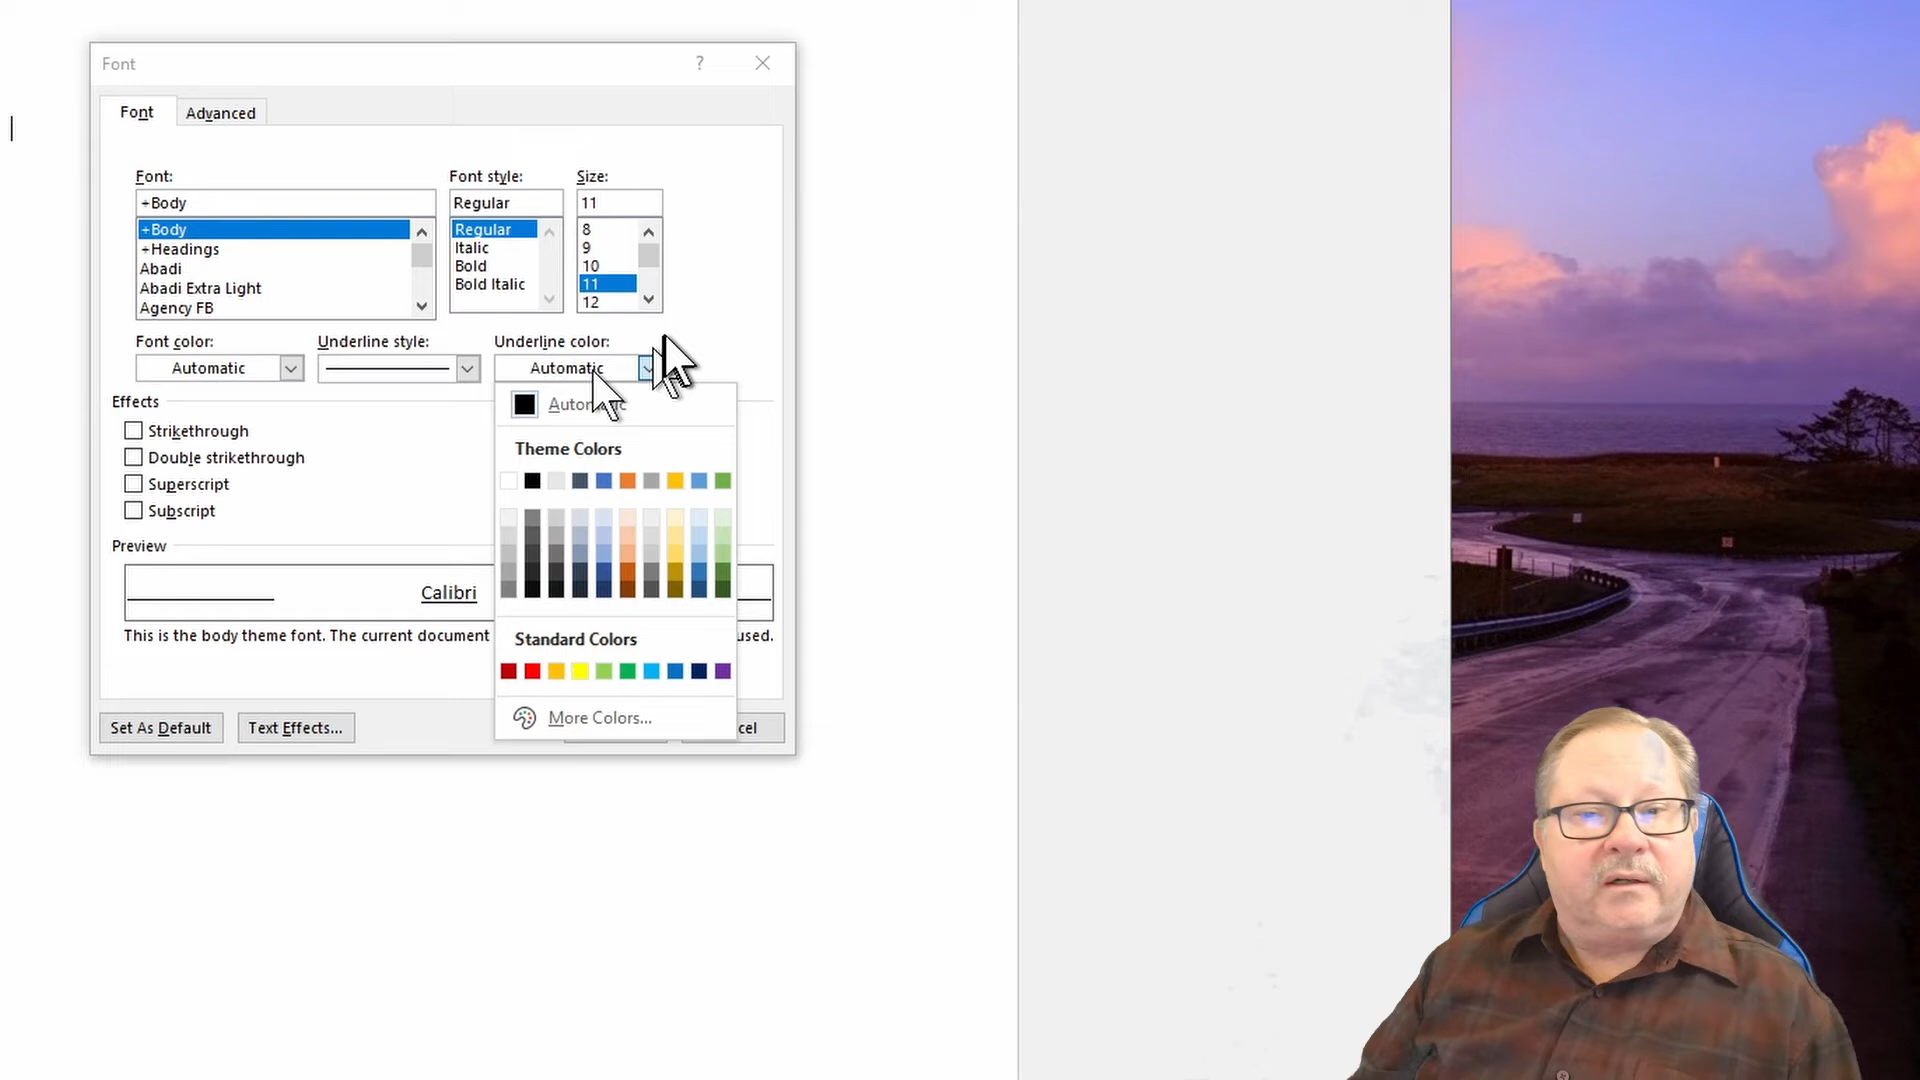 Font
?
Font
Advanced
Font:
Font style:
Size:
+Body
Regular
11
+Body
+Headings
Abadi
Abadi Extra Light
Agency FB
Regular
Italic
Bold
Bold Italic
8
9
10
11
12
Font color:
Underline style:
Underline color:
Automatic
Automatic
Automatic
Effects
Strikethrough
Double strikethrough
Superscript
Subscript
Theme Colors
Preview
Calibri
This is the body theme font. The current document
used.
Standard Colors
More Colors...
Set As Default
Text Effects...
cel